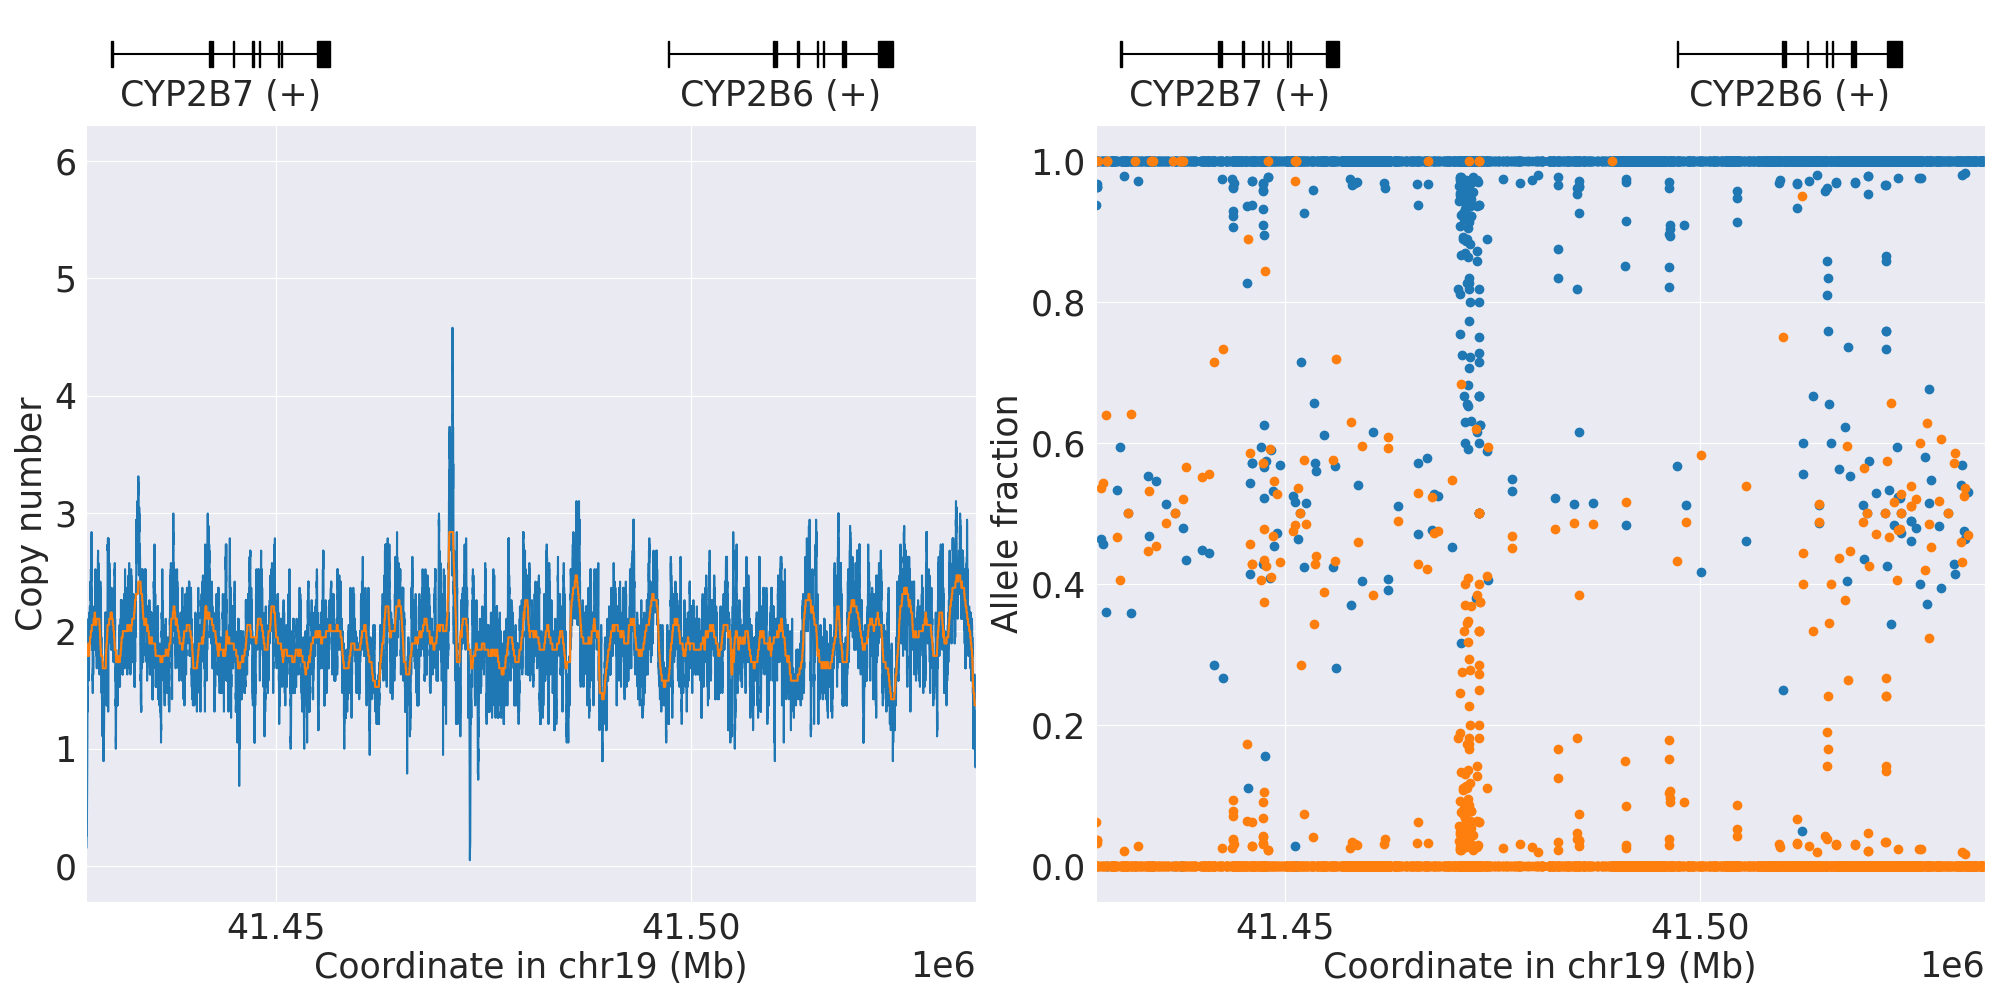 CYP2B7 (+) CYP2B6 (+)
CYP2B7 (+) CYP2B6 (+)
Copy number
6
5
4
3
2
1
0
41.45 41.50
Coordinate in chr19 (Mb) 1e6
Allele fraction
1.0
0.8
0.6
0.4
0.2
0.0
41.45 41.50
Coordinate in chr19 (Mb) 1e6